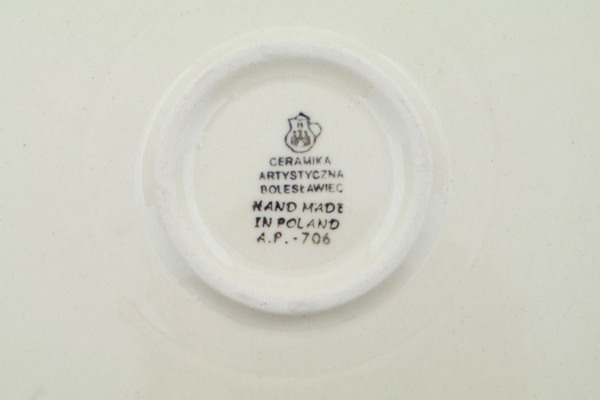 CERAMIKA
ARTYSTYCZNA
BOLESŁAWIEC
HAND MADE
IN POLAND
A.P.-706